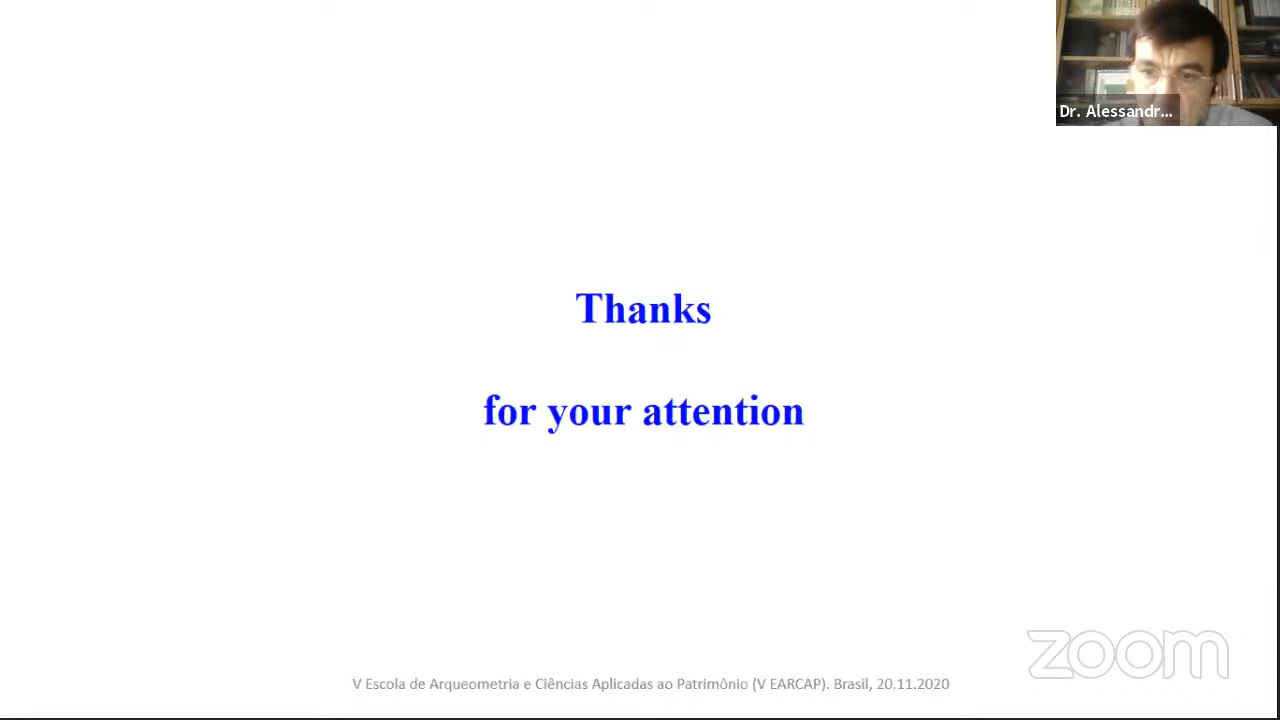 Dr. Alessandr...
Thanks
for your attention
zoom
V Escola de Arqueometria e Ciências Aplicadas ao Patrimônio (V EARCAP). Brasil, 20.11.2020